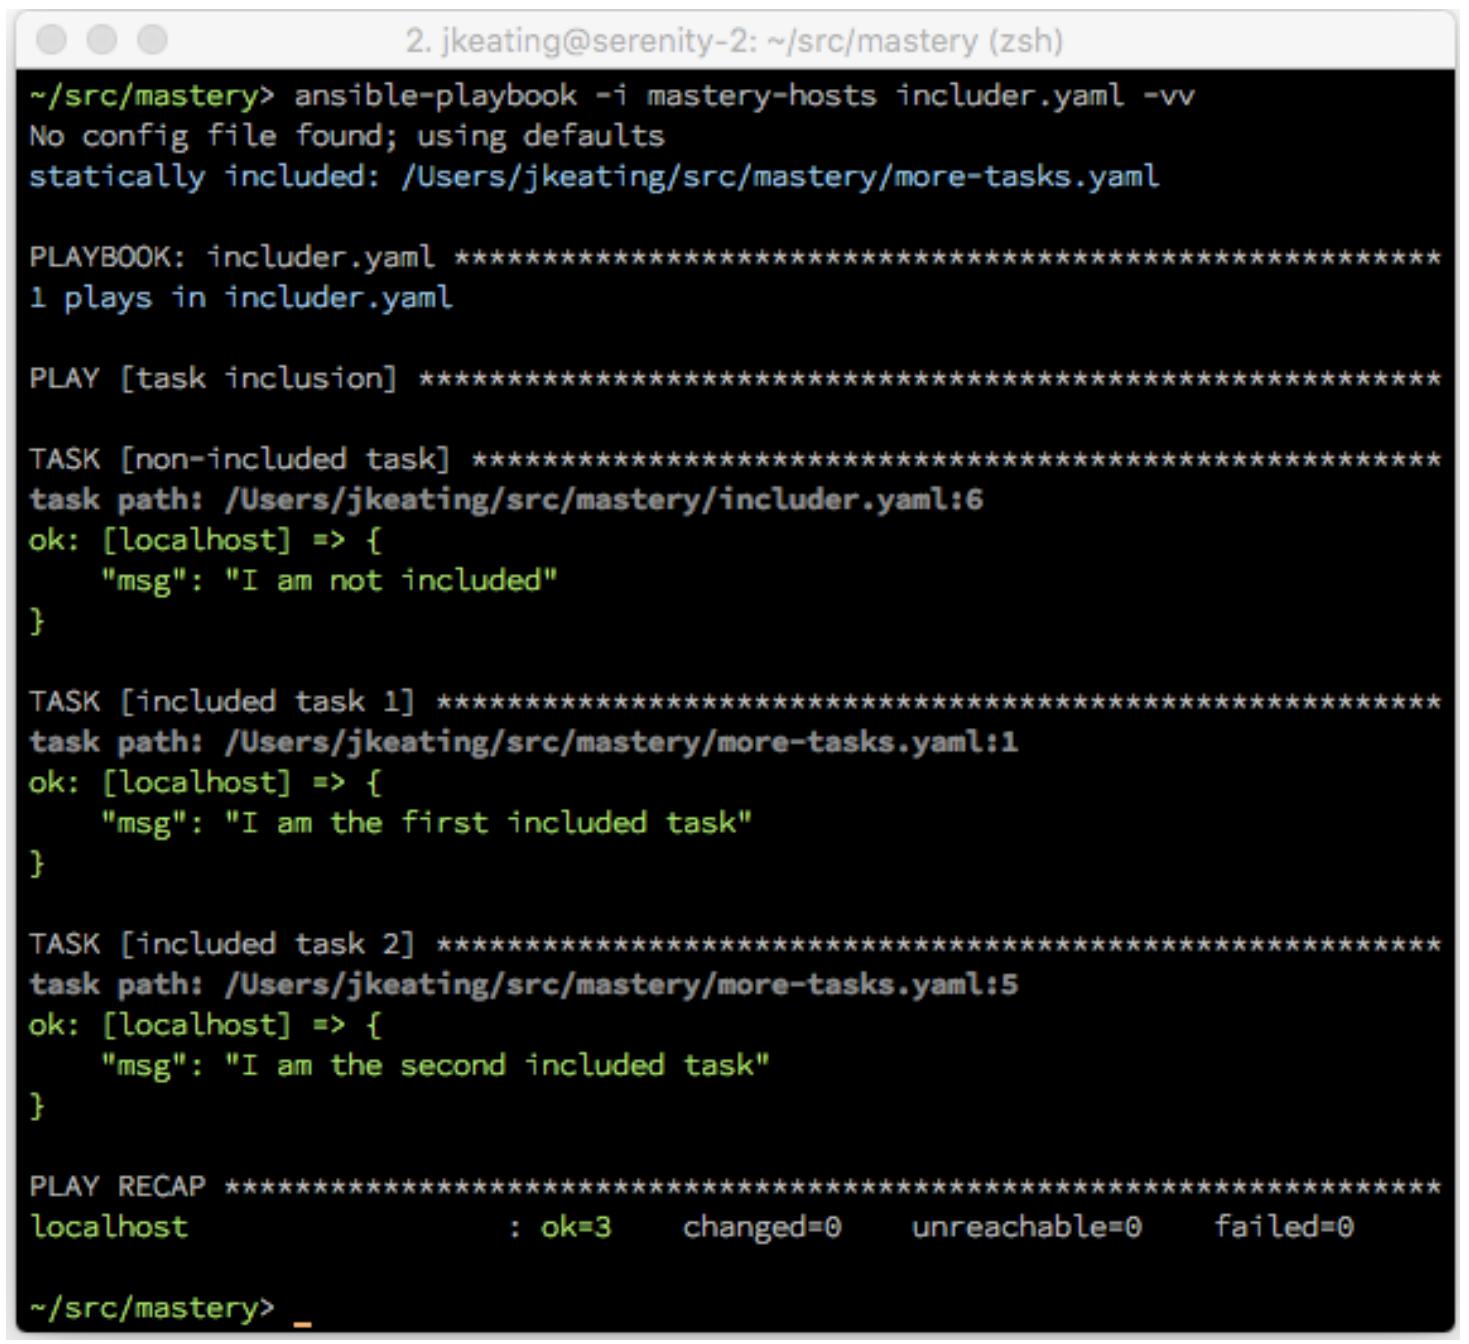 2. jkeating@serenity-2: ~/src/mastery (zsh)
~/src/mastery> ansible-playbook -i mastery-hosts includer.yaml -vv
No config file found; using defaults
statically included: /Users/jkeating/src/mastery/more-tasks.yaml
PLAYBOOK: includer.yaml ********************************************************
1 plays in includer.yaml
PLAY [task inclusion] **********************************************************
TASK [non-included task] *******************************************************
task path: /Users/jkeating/src/mastery/includer.yaml:6
ok: [localhost] => {
    "msg": "I am not included"
}
TASK [included task 1] *********************************************************
task path: /Users/jkeating/src/mastery/more-tasks.yaml:1
ok: [localhost] => {
    "msg": "I am the first included task"
}
TASK [included task 2] *********************************************************
task path: /Users/jkeating/src/mastery/more-tasks.yaml:5
ok: [localhost] => {
    "msg": "I am the second included task"
}
PLAY RECAP *********************************************************************
localhost                  : ok=3    changed=0    unreachable=0    failed=0
~/src/mastery> _